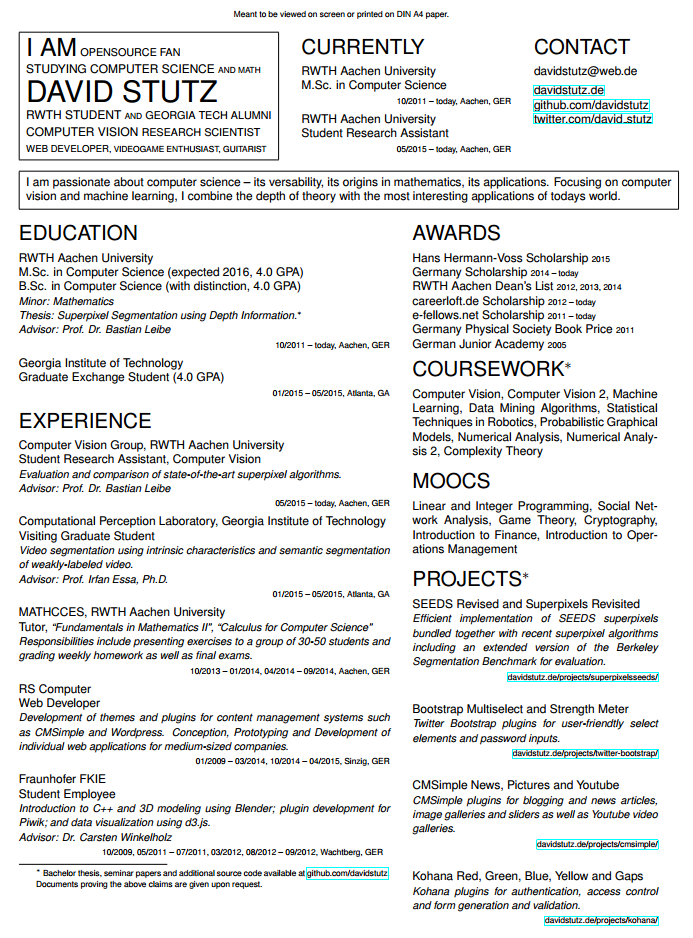 Meant to be viewed on screen or printed on DIN A4 paper.
I AM OPENSOURCE FAN
STUDYING COMPUTER SCIENCE AND MATH
DAVID STUTZ
RWTH STUDENT AND GEORGIA TECH ALUMNI
COMPUTER VISION RESEARCH SCIENTIST
WEB DEVELOPER, VIDEOGAME ENTHUSIAST, GUITARIST
CURRENTLY
RWTH Aachen University
M.Sc. in Computer Science
10/2011 – today, Aachen, GER
RWTH Aachen University
Student Research Assistant
05/2015 – today, Aachen, GER
CONTACT
davidstutz@web.de
davidstutz.de
github.com/davidstutz
twitter.com/david_stutz
I am passionate about computer science – its versability, its origins in mathematics, its applications. Focusing on computer
vision and machine learning, I combine the depth of theory with the most interesting applications of todays world.
EDUCATION
RWTH Aachen University
M.Sc. in Computer Science (expected 2016, 4.0 GPA)
B.Sc. in Computer Science (with distinction, 4.0 GPA)
Minor: Mathematics
Thesis: Superpixel Segmentation using Depth Information.*
Advisor: Prof. Dr. Bastian Leibe
10/2011 – today, Aachen, GER
Georgia Institute of Technology
Graduate Exchange Student (4.0 GPA)
01/2015 – 05/2015, Atlanta, GA
EXPERIENCE
Computer Vision Group, RWTH Aachen University
Student Research Assistant, Computer Vision
Evaluation and comparison of state-of-the-art superpixel algorithms.
Advisor: Prof. Dr. Bastian Leibe
05/2015 – today, Aachen, GER
Computational Perception Laboratory, Georgia Institute of Technology
Visiting Graduate Student
Video segmentation using intrinsic characteristics and semantic segmentation
of weakly-labeled video.
Advisor: Prof. Irfan Essa, Ph.D.
01/2015 – 05/2015, Atlanta, GA
MATHCCES, RWTH Aachen University
Tutor, “Fundamentals in Mathematics II”, “Calculus for Computer Science”
Responsibilities include presenting exercises to a group of 30-50 students and
grading weekly homework as well as final exams.
10/2013 – 01/2014, 04/2014 – 09/2014, Aachen, GER
RS Computer
Web Developer
Development of themes and plugins for content management systems such
as CMSimple and Wordpress. Conception, Prototyping and Development of
individual web applications for medium-sized companies.
01/2009 – 03/2014, 10/2014 – 04/2015, Sinzig, GER
Fraunhofer FKIE
Student Employee
Introduction to C++ and 3D modeling using Blender; plugin development for
Piwik; and data visualization using d3.js.
Advisor: Dr. Carsten Winkelholz
10/2009, 05/2011 – 07/2011, 03/2012, 08/2012 – 09/2012, Wachtberg, GER
* Bachelor thesis, seminar papers and additional source code available at github.com/davidstutz
Documents proving the above claims are given upon request.
AWARDS
Hans Hermann-Voss Scholarship 2015
Germany Scholarship 2014 – today
RWTH Aachen Dean’s List 2012, 2013, 2014
careerloft.de Scholarship 2012 – today
e-fellows.net Scholarship 2011 – today
Germany Physical Society Book Price 2011
German Junior Academy 2005
COURSEWORK*
Computer Vision, Computer Vision 2, Machine
Learning, Data Mining Algorithms, Statistical
Techniques in Robotics, Probabilistic Graphical
Models, Numerical Analysis, Numerical Analy-
sis 2, Complexity Theory
MOOCS
Linear and Integer Programming, Social Net-
work Analysis, Game Theory, Cryptography,
Introduction to Finance, Introduction to Oper-
ations Management
PROJECTS*
SEEDS Revised and Superpixels Revisited
Efficient implementation of SEEDS superpixels
bundled together with recent superpixel algorithms
including an extended version of the Berkeley
Segmentation Benchmark for evaluation.
davidstutz.de/projects/superpixelsseeds/
Bootstrap Multiselect and Strength Meter
Twitter Bootstrap plugins for user-friendly select
elements and password inputs.
davidstutz.de/projects/twitter-bootstrap/
CMSimple News, Pictures and Youtube
CMSimple plugins for blogging and news articles,
image galleries and sliders as well as Youtube video
galleries.
davidstutz.de/projects/cmsimple/
Kohana Red, Green, Blue, Yellow and Gaps
Kohana plugins for authentication, access control
and form generation and validation.
davidstutz.de/projects/kohana/